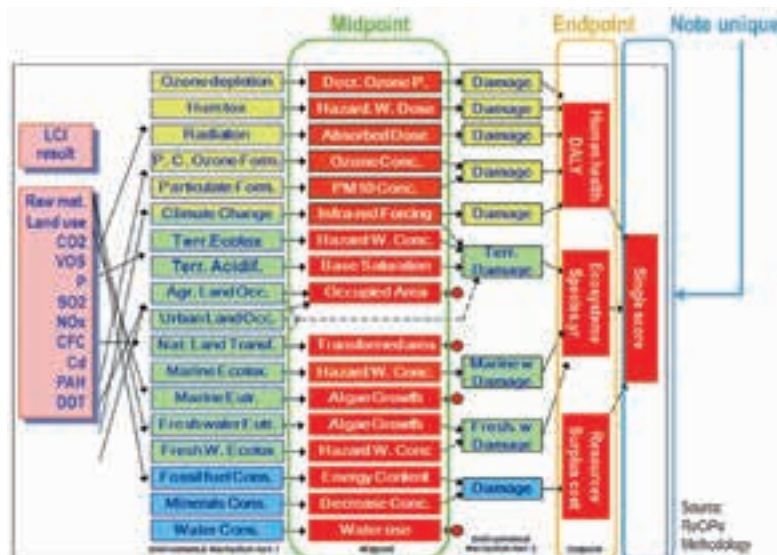 Midpoint
Endpoint
Note unique
Ozone depletion
Decr. Ozone P.
Damage
Hum tox
Hazard. W. Dose
Damage
LCI
result
Radiation
Absorbed Dose
Damage
P. C. Ozone Form.
Ozone Conc.
Damage
Particulate Form.
PM10 Conc.
Climate Change
Infra-red Forcing
Damage
Human health
DALY
Raw mat.
Land use
CO2
VOS
P
SO2
NOx
CFC
Cd
PAH
DDT
Terr. Ecotox
Hazard W. Conc.
Terr.
Damage
Terr. Acidif.
Base Saturation
Agr. Land Occ.
Occupied Area
Urban Land Occ.
Ecosystems
Species.yr
Single score
Nat. Land Transf.
Transformed area
Marine Ecotox.
Hazard W. Conc.
Marine w.
Damage
Marine Eutr.
Algae Growth
Freshwater Eutr.
Algae Growth
Fresh. w
Damage
Fresh W. Ecotox
Hazard W. Conc
Fossil fuel Cons.
Energy Content
Damage
Minerals Cons.
Decrease Conc.
Resources
Surplus cost
Water Cons.
Water use
Midpoint
Endpoint
Source:
ReCiPe
Methodology